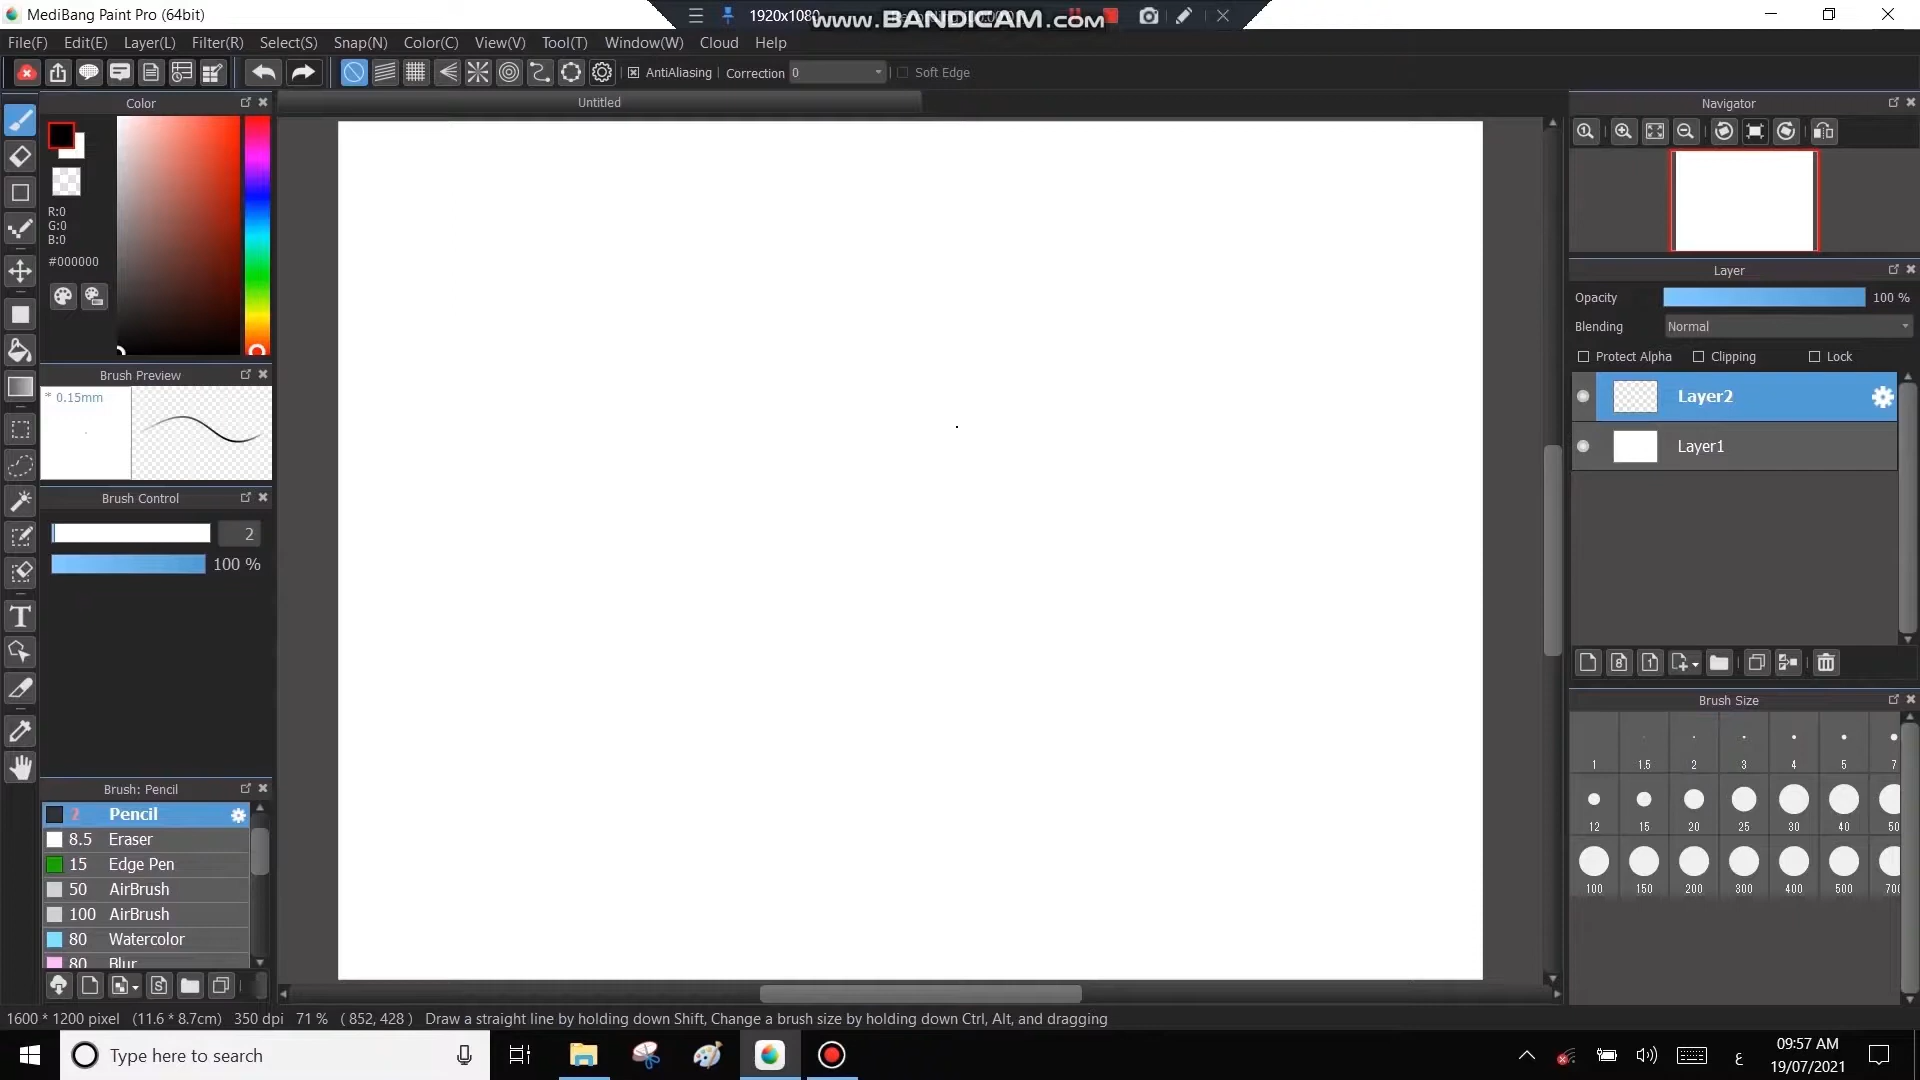 MediBang Paint Pro (64bit)
1920x1080
www.BANDICAM.com
File(F) Edit(E) Layer(L) Filter(R) Select(S) Snap(N) Color(C) View(V) Tool(T) Window(W) Cloud Help
AntiAliasing Correction 0 Soft Edge
Color
Untitled
Navigator
R:0
G:0
B:0
#000000
Layer
Opacity 100 %
Blending Normal
Protect Alpha Clipping Lock
Brush Preview
* 0.15mm
Layer2
Layer1
Brush Control
2
100 %
Brush Size
1 1.5 2 3 4 5 7
12 15 20 25 30 40 50
100 150 200 300 400 500 700
Brush: Pencil
2 Pencil
8.5 Eraser
15 Edge Pen
50 AirBrush
100 AirBrush
80 Watercolor
80 Blur
1600 * 1200 pixel (11.6 * 8.7cm) 350 dpi 71 % ( 852, 428 ) Draw a straight line by holding down Shift, Change a brush size by holding down Ctrl, Alt, and dragging
Type here to search
ع
09:57 AM
19/07/2021